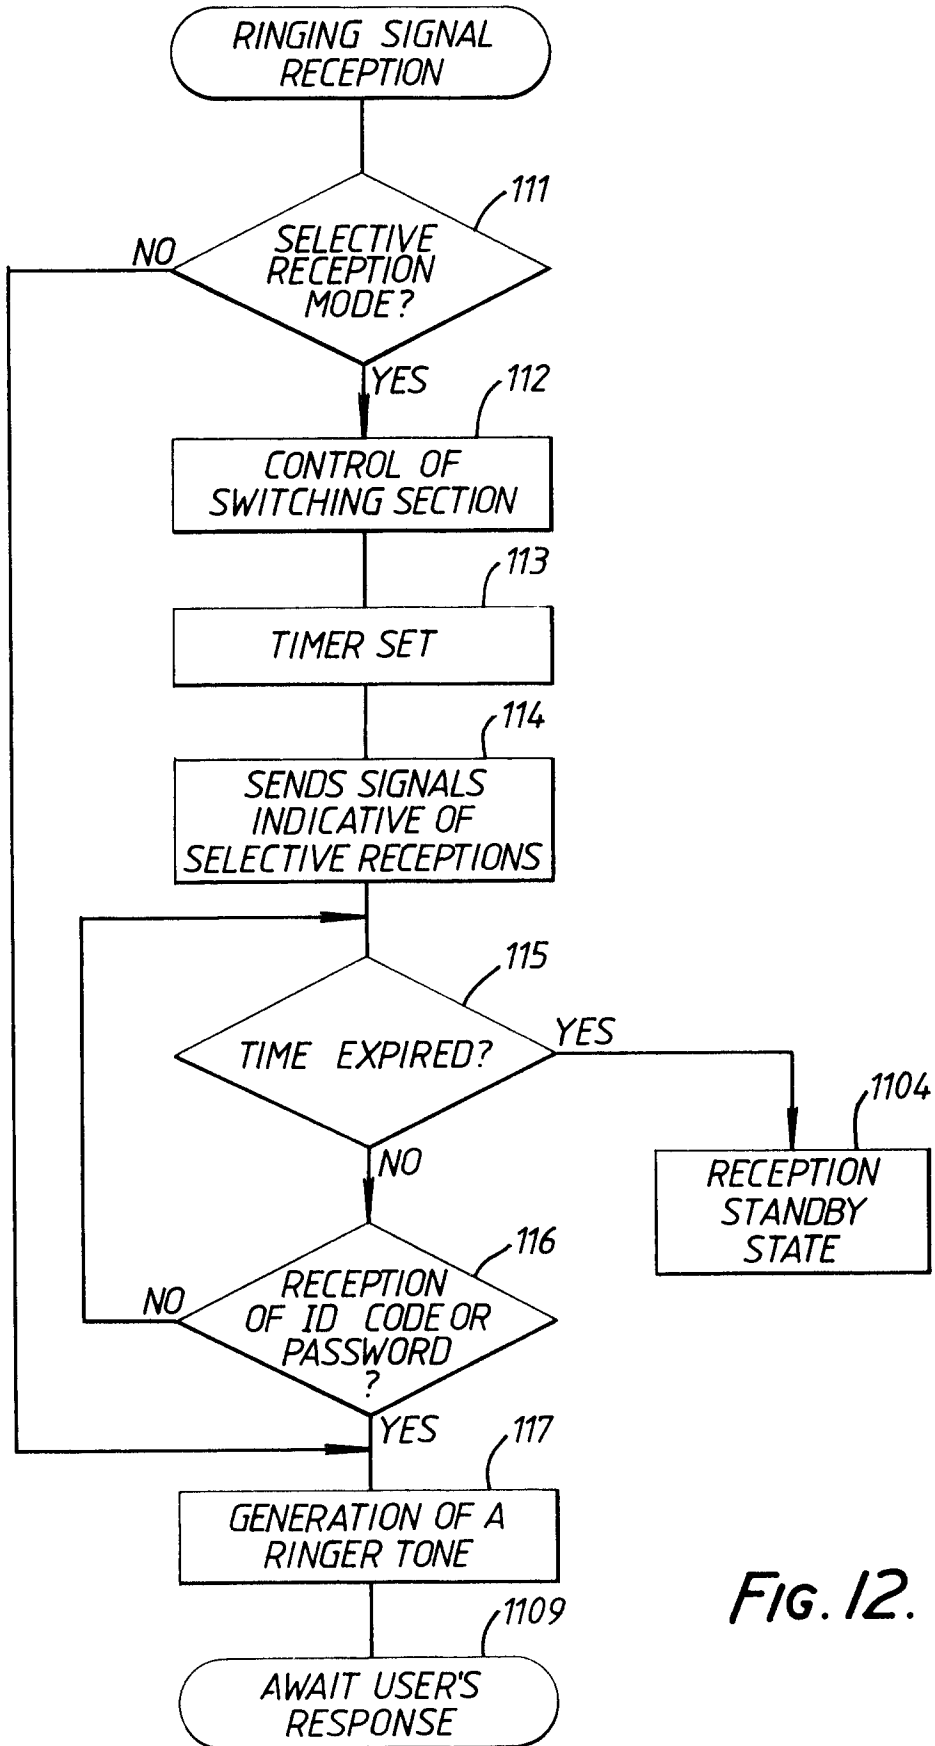 RINGING SIGNAL
RECEPTION
111
SELECTIVE
RECEPTION
MODE?
NO
YES
112
CONTROL OF
SWITCHING SECTION
113
TIMER SET
114
SENDS SIGNALS
INDICATIVE OF
SELECTIVE RECEPTIONS
115
TIME EXPIRED?
YES
1104
RECEPTION
STANDBY
STATE
NO
116
RECEPTION
OF ID CODE OR
PASSWORD
?
NO
YES
117
GENERATION OF A
RINGER TONE
1109
AWAIT USER'S
RESPONSE
FIG. 12.